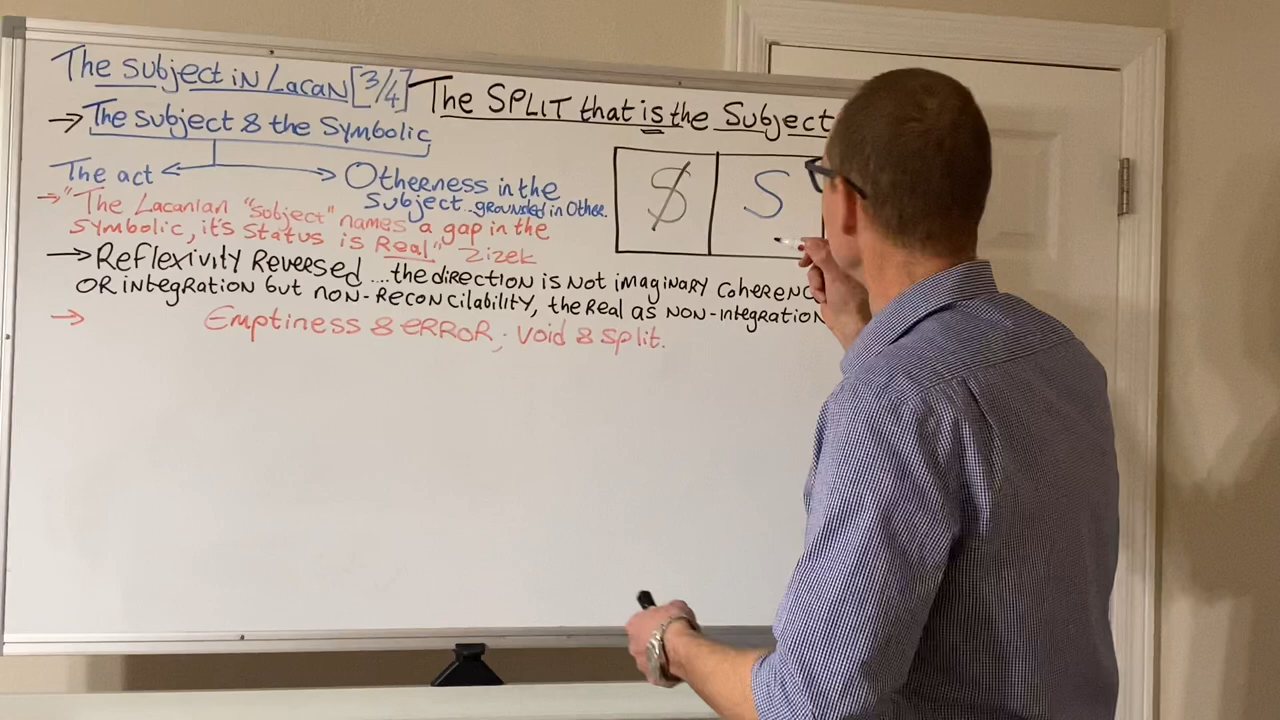 The subject in Lacan [3/4]
The SPLIT that is the Subject
→ The subject & the Symbolic
The act ← → Otherness in the
Subject...grounded in Other.
→ "The Lacanian "Subject" names a gap in the
symbolic, it's status is Real" Zizek
$ S
→ Reflexivity Reversed ...the direction is not imaginary coherenc
OR integration but non-reconcilability, the real as non-integration
→ Emptiness & ERROR; void & split.